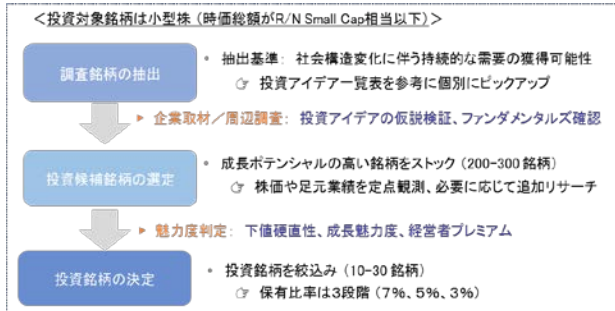 ＜投資対象銘柄は小型株（時価総額がR/N Small Cap相当以下）＞
調査銘柄の抽出
• 抽出基準： 社会構造変化に伴う持続的な需要の獲得可能性
☞ 投資アイデア一覧表を参考に個別にピックアップ
▶ 企業取材／周辺調査： 投資アイデアの仮説検証、ファンダメンタルズ確認
投資候補銘柄の選定
• 成長ポテンシャルの高い銘柄をストック（200-300銘柄）
☞ 株価や足元業績を定点観測、必要に応じて追加リサーチ
▶ 魅力度判定： 下値硬直性、成長魅力度、経営者プレミアム
投資銘柄の決定
• 投資銘柄を絞込み（10-30銘柄）
☞ 保有比率は3段階（7%、5%、3%）